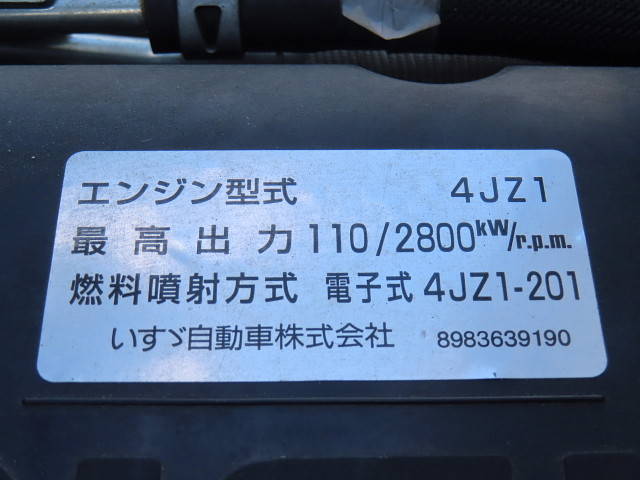 エンジン型式 4JZ1
最高出力 110/2800kW/r.p.m.
燃料噴射方式 電子式 4JZ1-201
いすゞ自動車株式会社 8983639190